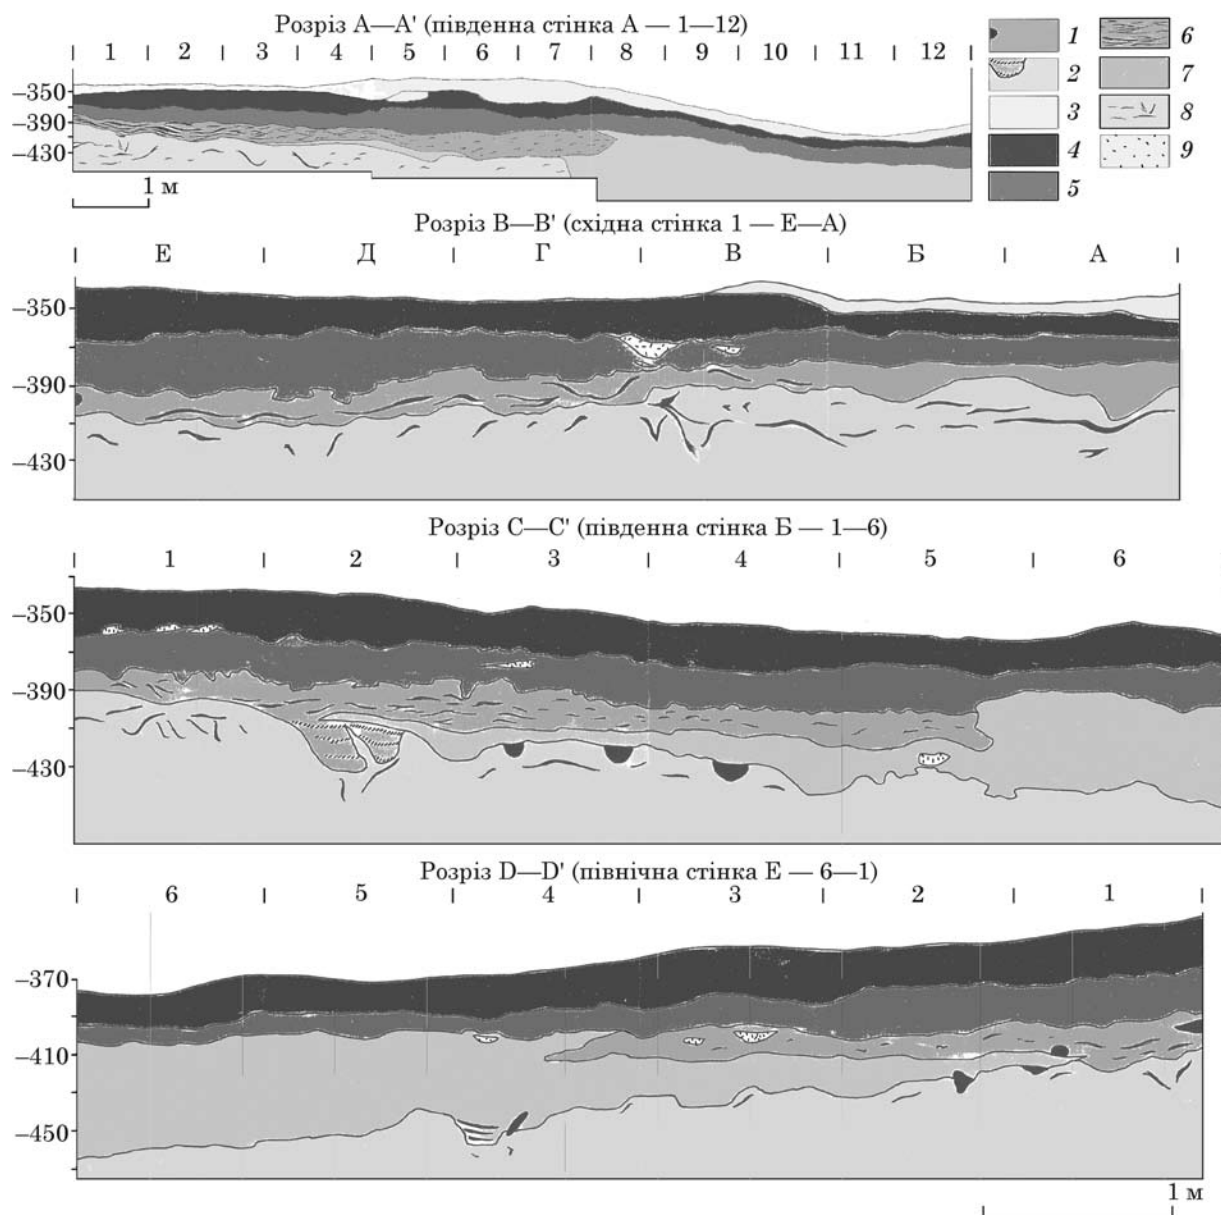 Розріз А—А' (південна стінка А — 1—12)
1 2 3 4 5 6 7 8 9 10 11 12
–350
–390
–430
1 м
1 6
2 7
3 8
4 9
5
Розріз В—В' (східна стінка 1 — Е—А)
Е Д Г В Б А
–350
–390
–430
Розріз С—С' (південна стінка Б — 1—6)
1 2 3 4 5 6
–350
–390
–430
Розріз D—D' (північна стінка Е — 6—1)
6 5 4 3 2 1
–370
–410
–450
1 м